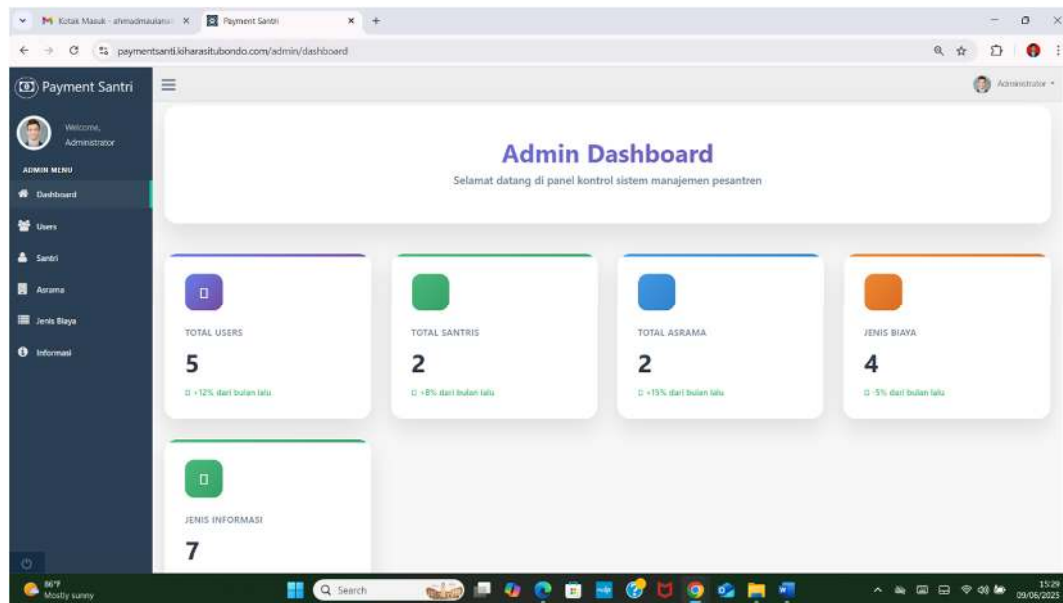 Kotak Masuk - ahmadmaulana
Payment Santri
paymentsanti.kiharasitubondo.com/admin/dashboard
Payment Santri
Administrator
Welcome,
Administrator
ADMIN MENU
Dashboard
Users
Santri
Asrama
Jenis Biaya
Informasi
Admin Dashboard
Selamat datang di panel kontrol sistem manajemen pesantren
TOTAL USERS
5
+12% dari bulan lalu
TOTAL SANTRIS
2
+8% dari bulan lalu
TOTAL ASRAMA
2
+15% dari bulan lalu
JENIS BIAYA
4
-5% dari bulan lalu
JENIS INFORMASI
7
86°F
Mostly sunny
Search
15:29
09/06/2025